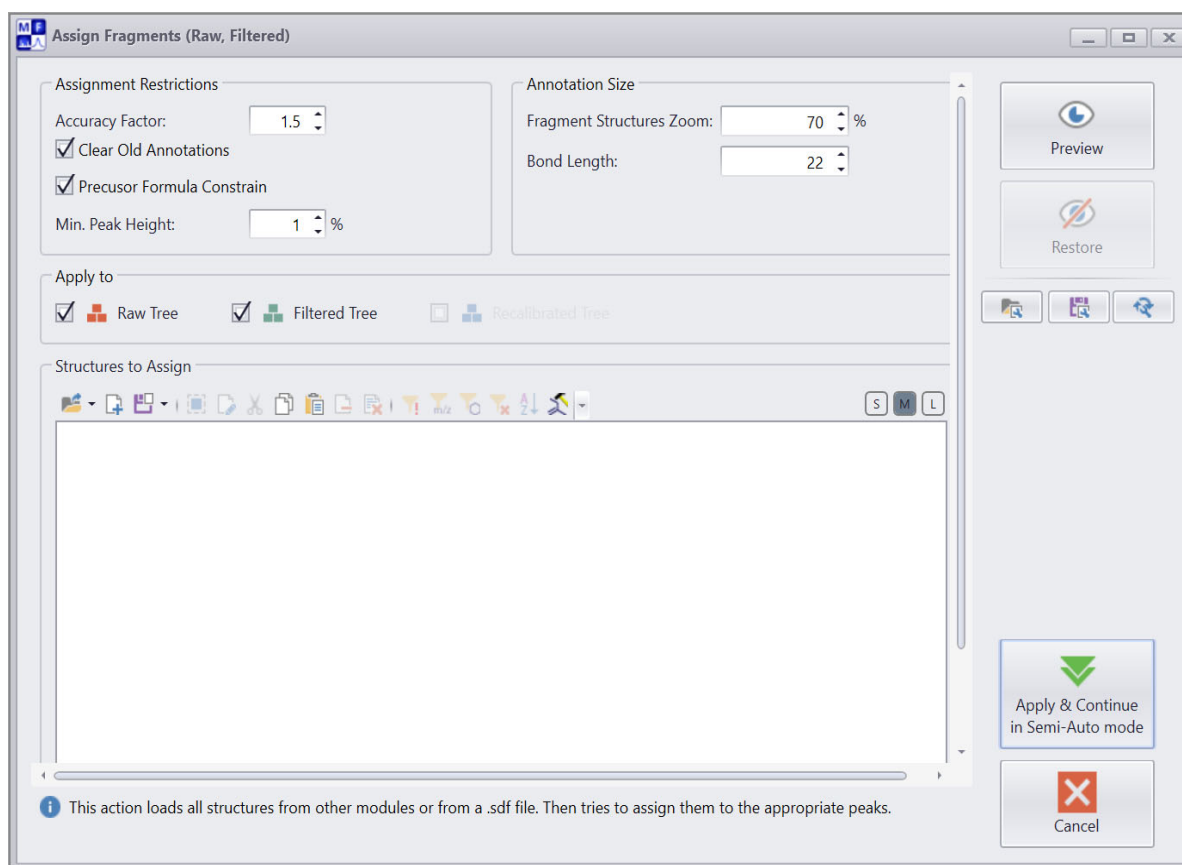 Assign Fragments (Raw, Filtered)
Assignment Restrictions
Accuracy Factor: 1.5
Clear Old Annotations
Precusor Formula Constrain
Min. Peak Height: 1 %
Annotation Size
Fragment Structures Zoom: 70 %
Bond Length: 22
Preview
Restore
Apply to
Raw Tree Filtered Tree Recalibrated Tree
Structures to Assign
m/z A Z S M L
Apply & Continue
in Semi-Auto mode
This action loads all structures from other modules or from a .sdf file. Then tries to assign them to the appropriate peaks.
Cancel